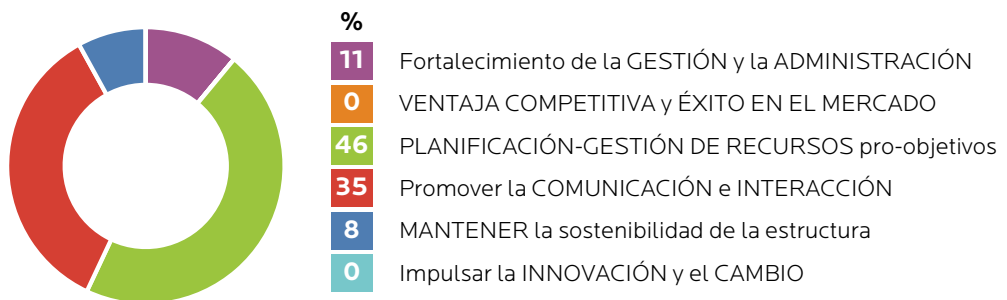 %
11 Fortalecimiento de la GESTIÓN y la ADMINISTRACIÓN
0 VENTAJA COMPETITIVA y ÉXITO EN EL MERCADO
46 PLANIFICACIÓN-GESTIÓN DE RECURSOS pro-objetivos
35 Promover la COMUNICACIÓN e INTERACCIÓN
8 MANTENER la sostenibilidad de la estructura
0 Impulsar la INNOVACIÓN y el CAMBIO